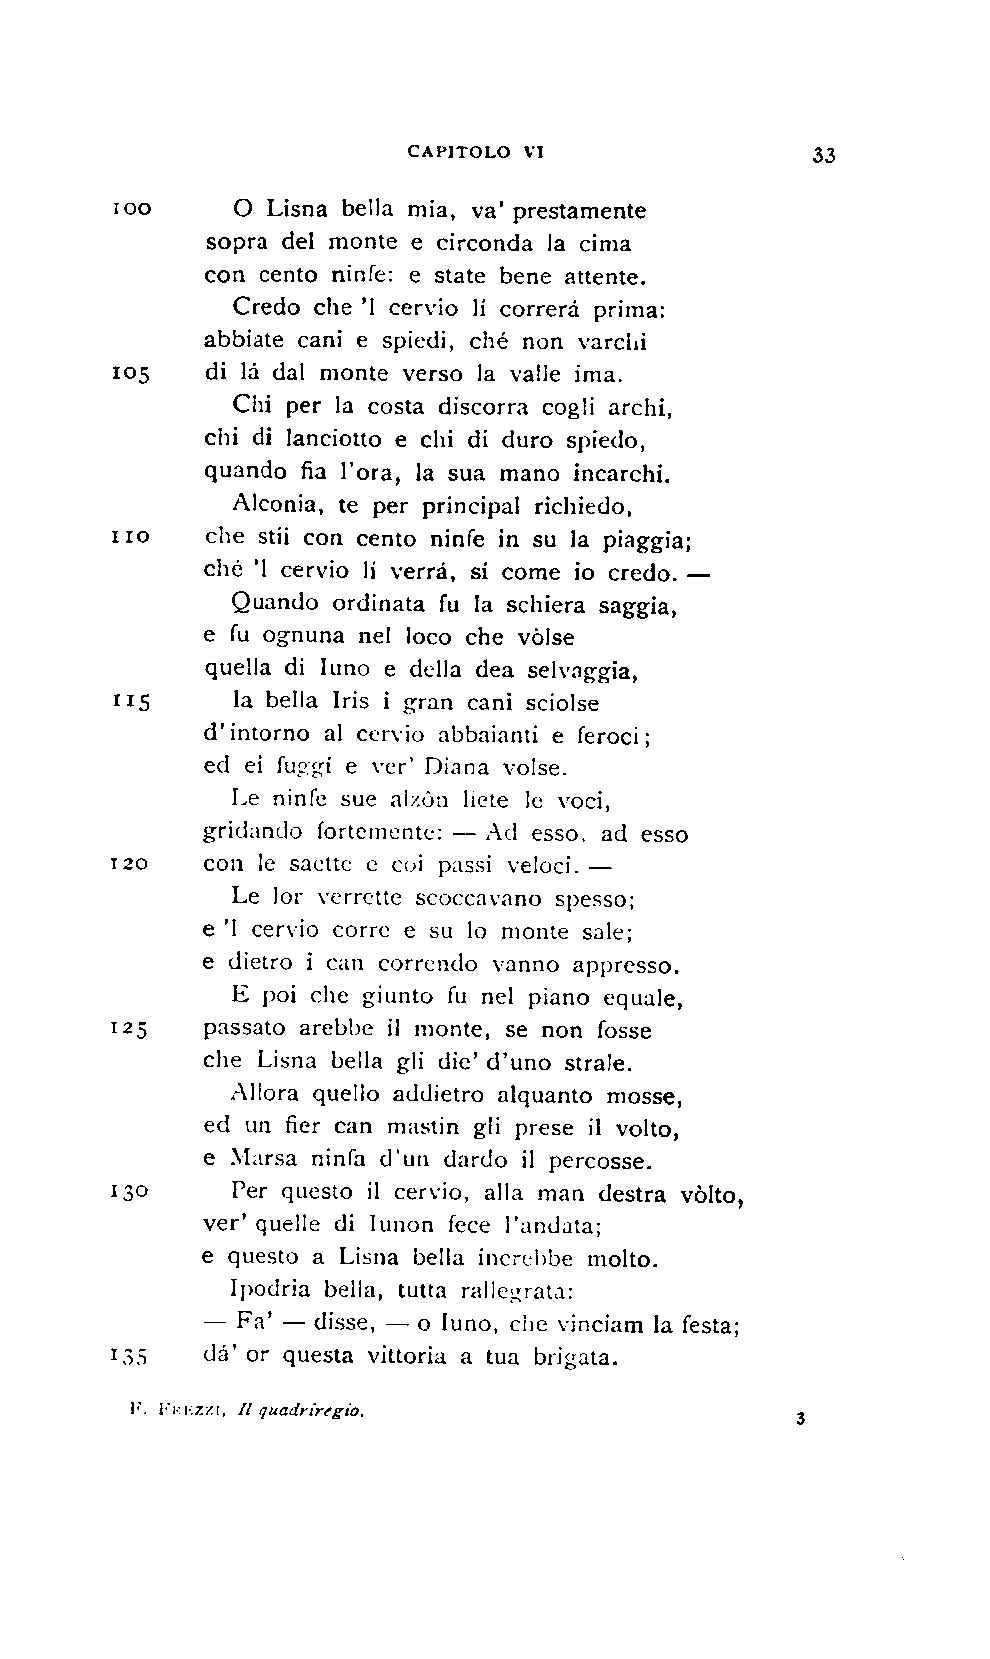 CAPITOLO VI 33
100 O Lisna bella mia, va' prestamente
sopra del monte e circonda la cima
con cento ninfe: e state bene attente.
Credo che 'l cervio lí correrá prima:
abbiate cani e spiedi, ché non varchi
105 di lá dal monte verso la valle ima.
Chi per la costa discorra cogli archi,
chi di lanciotto e chi di duro spiedo,
quando fia l'ora, la sua mano incarchi.
Alconia, te per principal richiedo,
110 che stii con cento ninfe in su la piaggia;
ché 'l cervio lí verrá, sí come io credo. —
Quando ordinata fu la schiera saggia,
e fu ognuna nel loco che vòlse
quella di Iuno e della dea selvaggia,
115 la bella Iris i gran cani sciolse
d'intorno al cervio abbaianti e feroci;
ed ei fuggí e ver' Diana volse.
Le ninfe sue alzôn liete le voci,
gridando fortemente: — Ad esso, ad esso
120 con le saette e coi passi veloci. —
Le lor verrette scoccavano spesso;
e 'l cervio corre e su lo monte sale;
e dietro i can correndo vanno appresso.
E poi che giunto fu nel piano equale,
125 passato arebbe il monte, se non fosse
che Lisna bella gli die' d'uno strale.
Allora quello addietro alquanto mosse,
ed un fier can mastin gli prese il volto,
e Marsa ninfa d'un dardo il percosse.
130 Per questo il cervio, alla man destra vòlto,
ver' quelle di Iunon fece l'andata;
e questo a Lisna bella increbbe molto.
Ipodria bella, tutta rallegrata:
— Fa' — disse, — o Iuno, che vinciam la festa;
135 dá' or questa vittoria a tua brigata.
F. FREZZI, Il quadriregio. 3